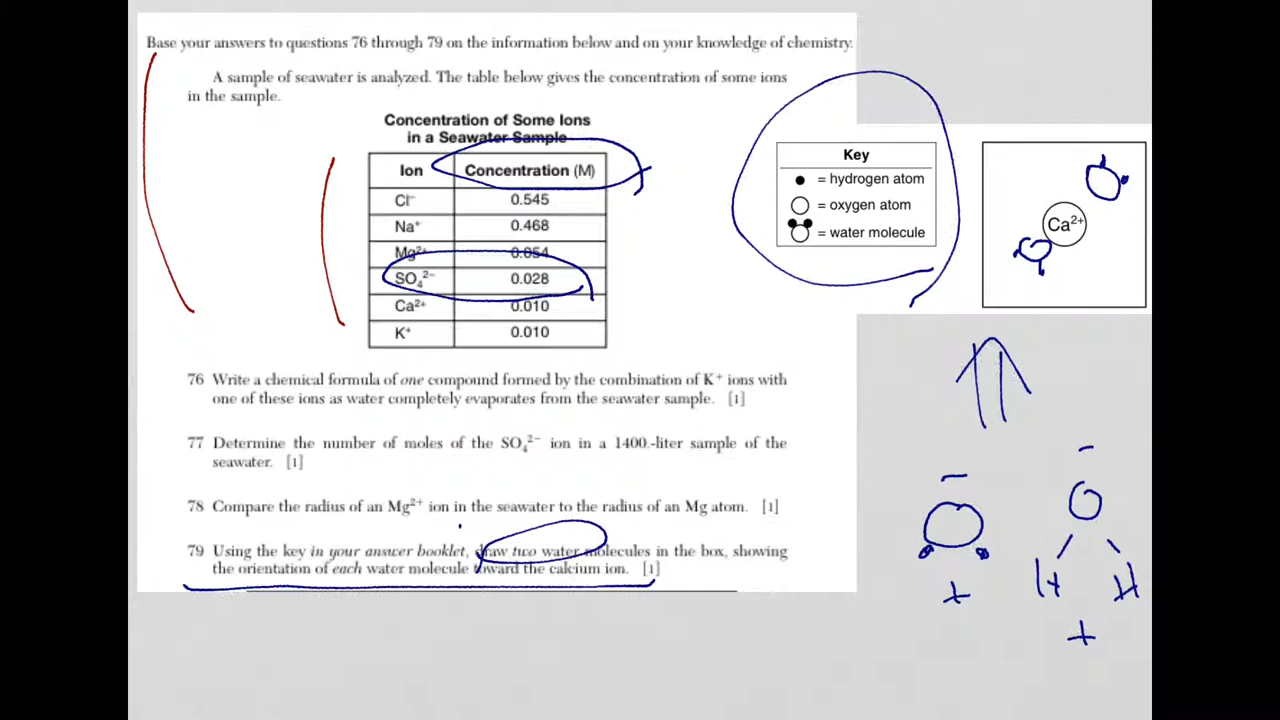 Base your answers to questions 76 through 79 on the information below and on your knowledge of chemistry.
A sample of seawater is analyzed. The table below gives the concentration of some ions
in the sample.
Concentration of Some Ions
in a Seawater Sample
Ion Concentration (M)
Cl⁻ 0.545
Na⁺ 0.468
Mg²⁺ 0.054
SO₄²⁻ 0.028
Ca²⁺ 0.010
K⁺ 0.010
Key
= hydrogen atom
= oxygen atom
= water molecule
Ca²⁺
76 Write a chemical formula of one compound formed by the combination of K⁺ ions with
one of these ions as water completely evaporates from the seawater sample. [1]
77 Determine the number of moles of the SO₄²⁻ ion in a 1400.-liter sample of the
seawater. [1]
78 Compare the radius of an Mg²⁺ ion in the seawater to the radius of an Mg atom. [1]
79 Using the key in your answer booklet, draw two water molecules in the box, showing
the orientation of each water molecule toward the calcium ion. [1]
− −
O
H H
+ +